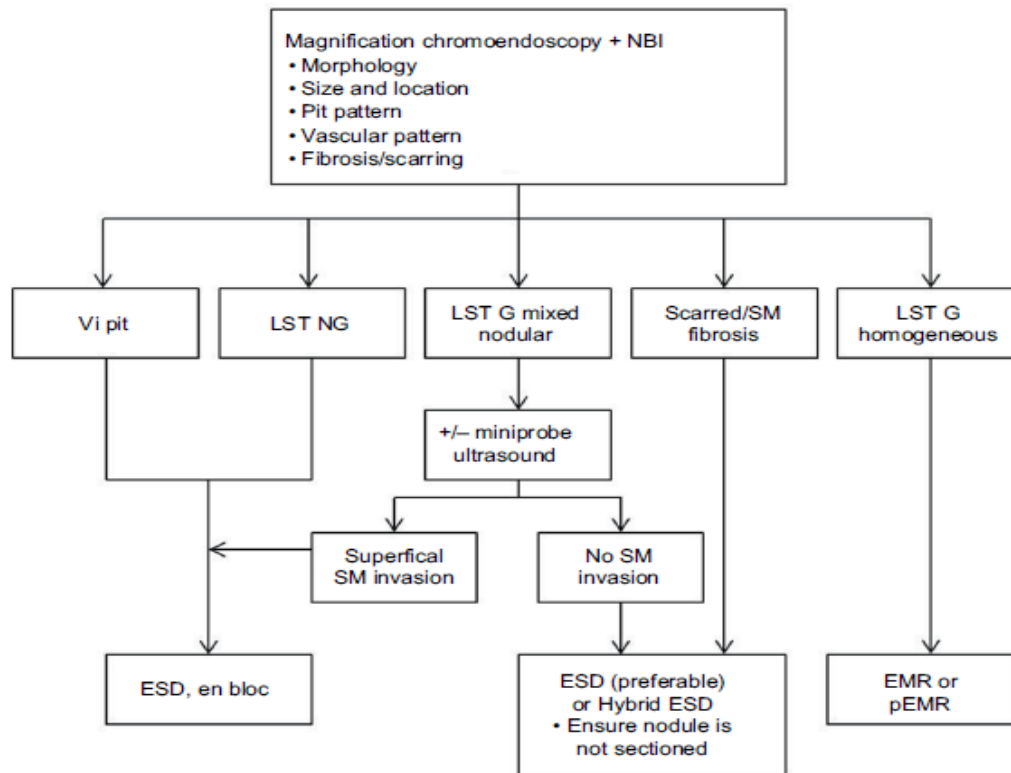 Magnification chromoendoscopy + NBI
• Morphology
• Size and location
• Pit pattern
• Vascular pattern
• Fibrosis/scarring
Vi pit
LST NG
LST G mixed
nodular
Scarred/SM
fibrosis
LST G
homogeneous
+/– miniprobe
ultrasound
Superfical
SM invasion
No SM
invasion
ESD, en bloc
ESD (preferable)
or Hybrid ESD
• Ensure nodule is
not sectioned
EMR or
pEMR